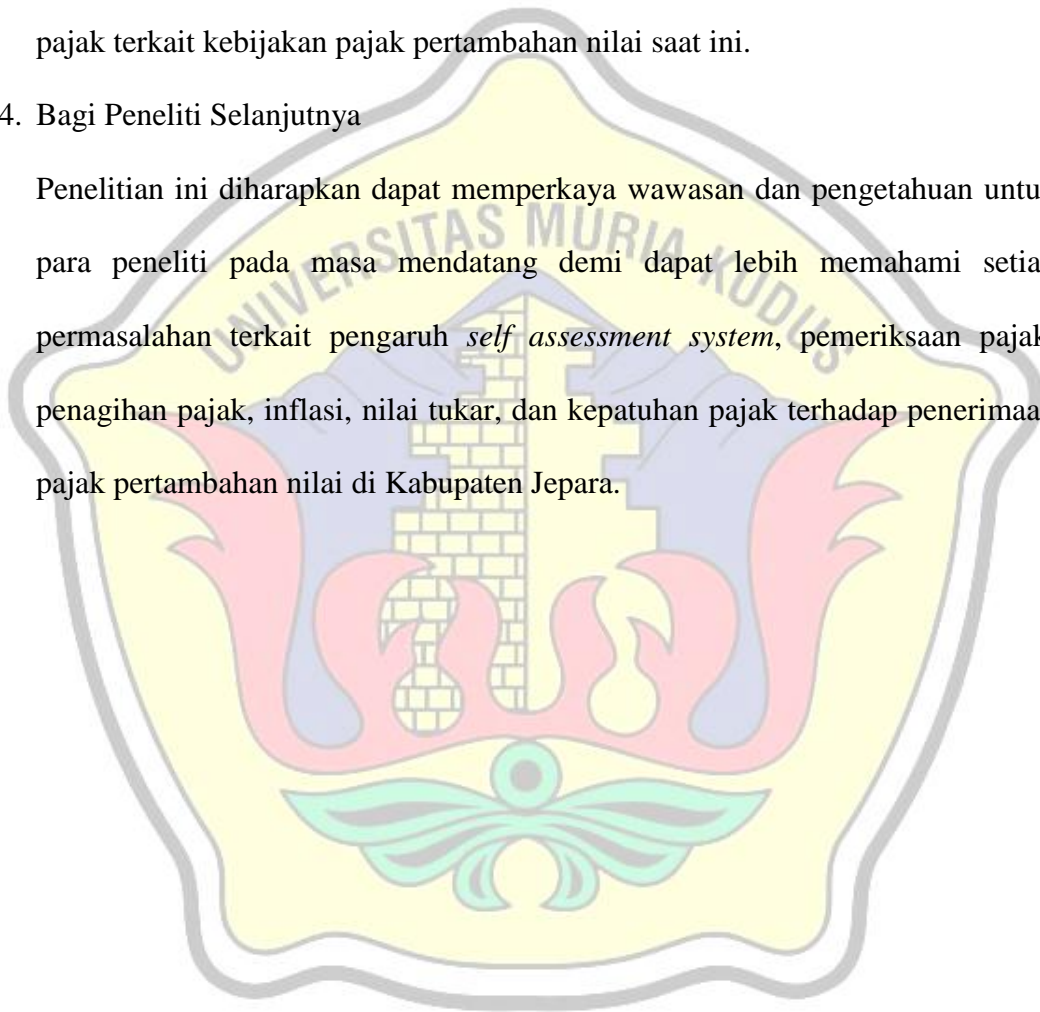 pajak terkait kebijakan pajak pertambahan nilai saat ini.
4. Bagi Peneliti Selanjutnya
Penelitian ini diharapkan dapat memperkaya wawasan dan pengetahuan untu
para peneliti pada masa mendatang demi dapat lebih memahami setia
permasalahan terkait pengaruh self assessment system, pemeriksaan pajak
penagihan pajak, inflasi, nilai tukar, dan kepatuhan pajak terhadap penerimaa
pajak pertambahan nilai di Kabupaten Jepara.
UNIVERSITAS MURIA KUDUS